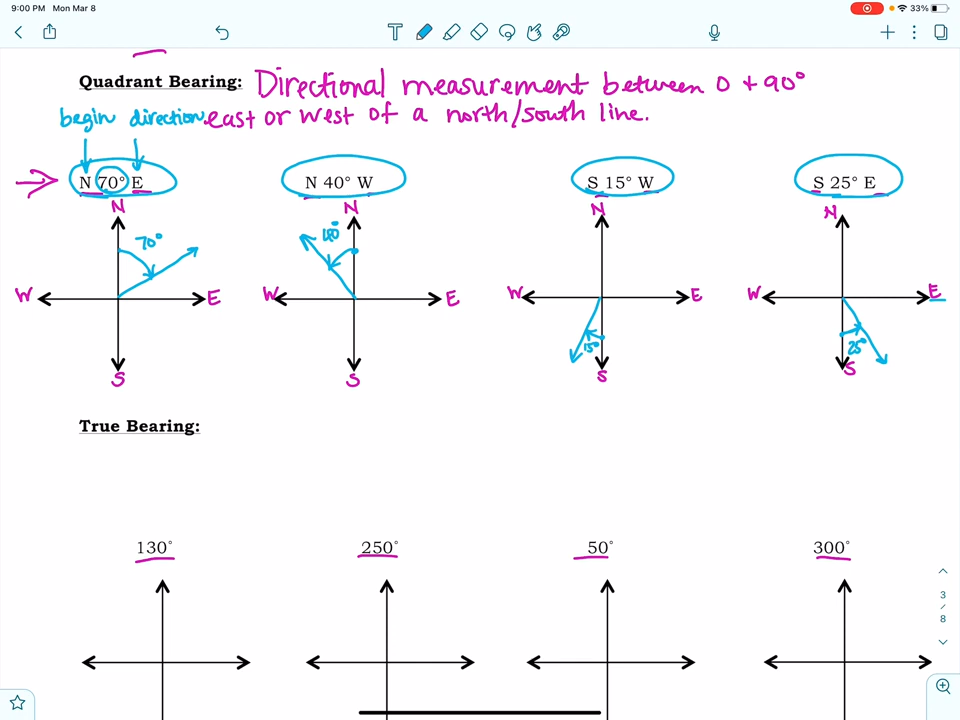 9:00 PM Mon Mar 8
33%
Quadrant Bearing: Directional measurement between 0 + 90°
begin direction. east or west of a north/south line.
N 70° E
N 40° W
S 15° W
S 25° E
N
N
N
N
70°
W
E
W
E
W
E
W
E
15°
25°
S
S
S
S
True Bearing:
130°
250°
50°
300°
3
/
8